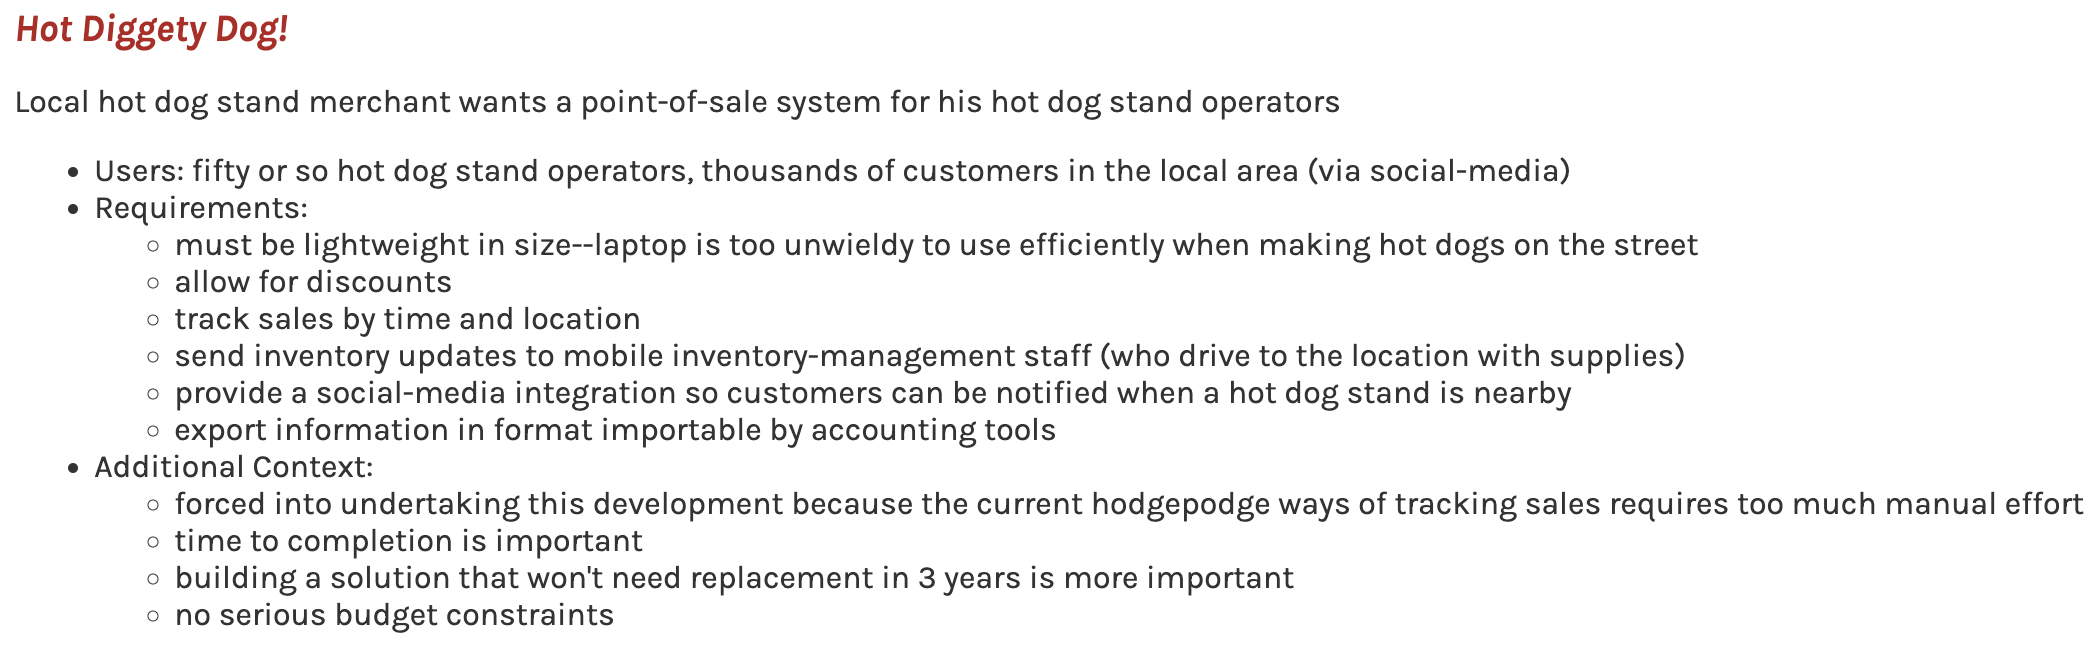 Hot Diggety Dog!
Local hot dog stand merchant wants a point-of-sale system for his hot dog stand operators
Users: fifty or so hot dog stand operators, thousands of customers in the local area (via social-media)
Requirements:
must be lightweight in size--laptop is too unwieldy to use efficiently when making hot dogs on the street
allow for discounts
track sales by time and location
send inventory updates to mobile inventory-management staff (who drive to the location with supplies)
provide a social-media integration so customers can be notified when a hot dog stand is nearby
export information in format importable by accounting tools
Additional Context:
forced into undertaking this development because the current hodgepodge ways of tracking sales requires too much manual effort
time to completion is important
building a solution that won't need replacement in 3 years is more important
no serious budget constraints